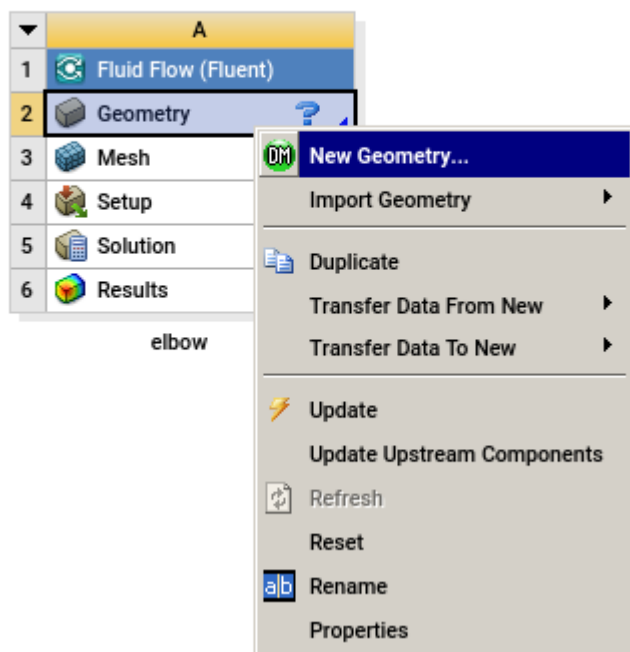 A
1 Fluid Flow (Fluent)
2 Geometry ?
3 Mesh
4 Setup
5 Solution
6 Results
elbow
DM New Geometry...
Import Geometry
Duplicate
Transfer Data From New
Transfer Data To New
Update
Update Upstream Components
Refresh
Reset
a|b Rename
Properties